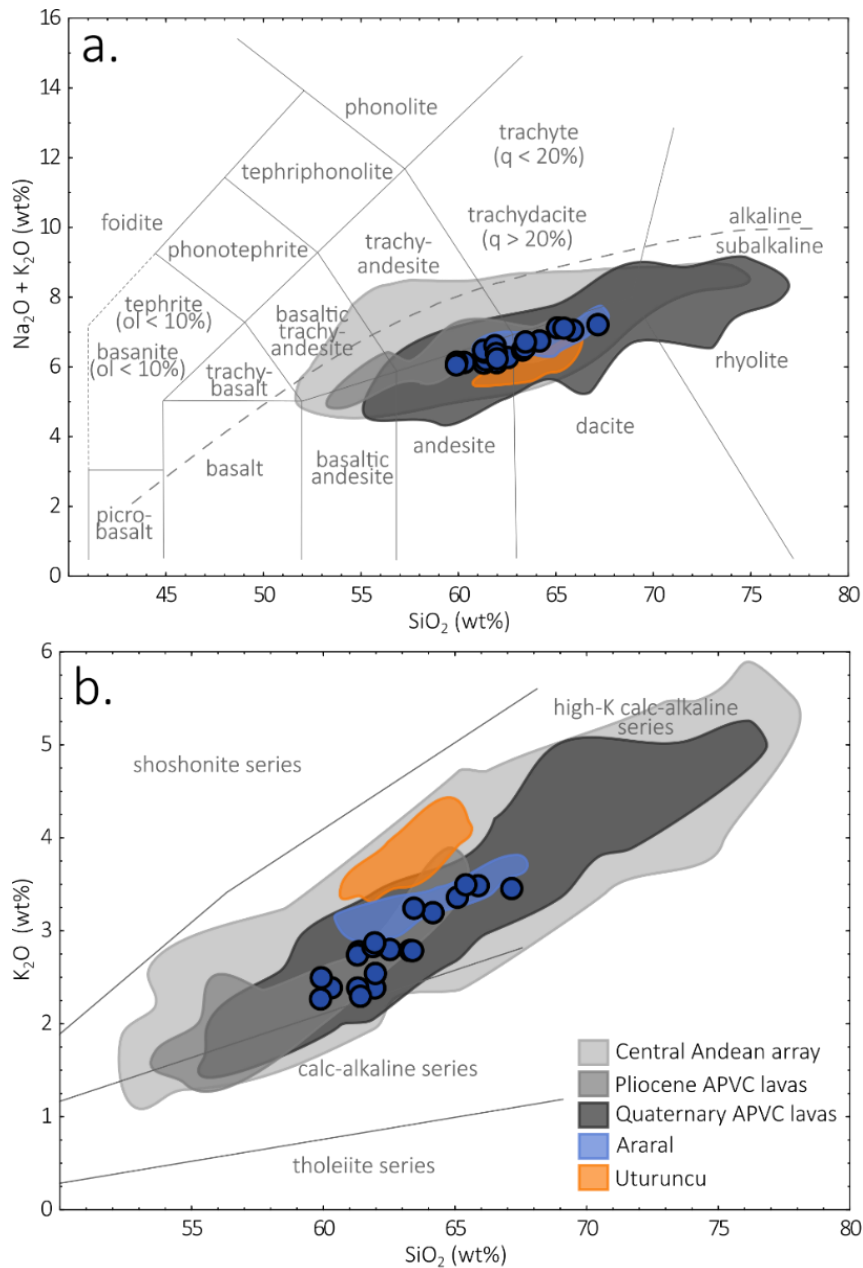 a.
16
14
12
10
8
6
4
2
0
Na₂O + K₂O (wt%)
phonolite
tephriphonolite
trachyte
(q < 20%)
foidite
phonotephrite
trachy-
andesite
trachydacite
(q > 20%)
alkaline
subalkaline
tephrite
(ol < 10%)
basanite
(ol < 10%)
basaltic
trachy-
andesite
trachy-
basalt
rhyolite
basalt
basaltic
andesite
andesite
dacite
picro-
basalt
45
50
55
60
65
70
75
80
SiO₂ (wt%)
b.
6
5
4
3
2
1
0
K₂O (wt%)
shoshonite series
high-K calc-alkaline
series
calc-alkaline series
tholeiite series
Central Andean array
Pliocene APVC lavas
Quaternary APVC lavas
Araral
Uturuncu
55
60
65
70
75
80
SiO₂ (wt%)